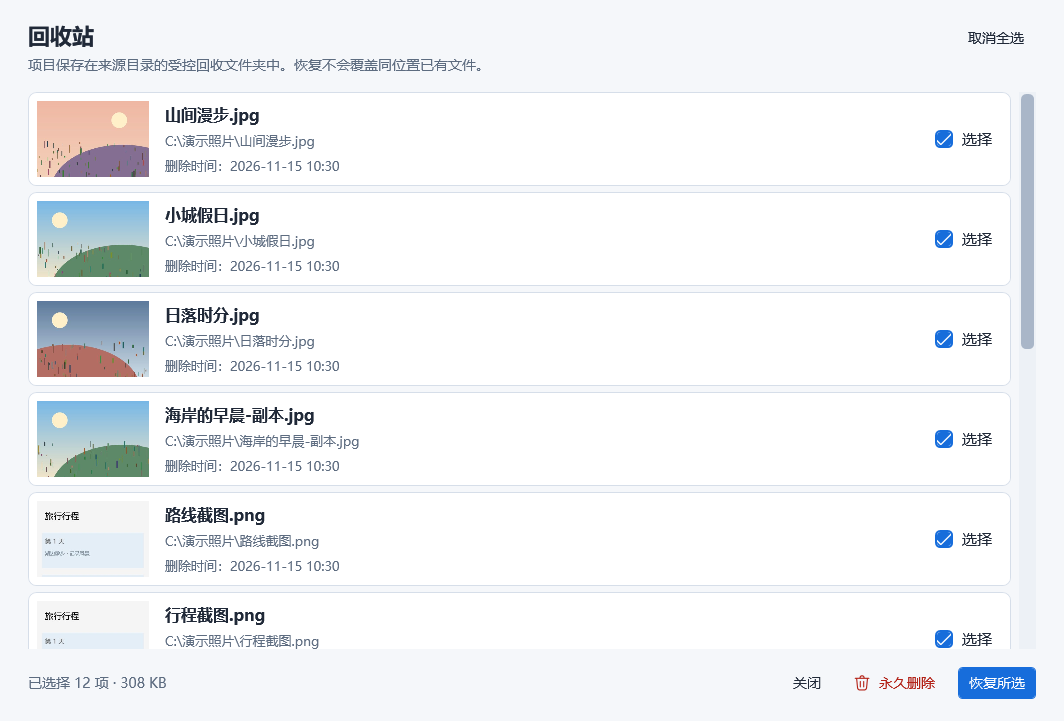 回收站
取消全选
项目保存在来源目录的受控回收文件夹中。恢复不会覆盖同位置已有文件。
山间漫步.jpg
C:\演示照片\山间漫步.jpg
删除时间：2026-11-15 10:30
选择
小城假日.jpg
C:\演示照片\小城假日.jpg
删除时间：2026-11-15 10:30
选择
日落时分.jpg
C:\演示照片\日落时分.jpg
删除时间：2026-11-15 10:30
选择
海岸的早晨-副本.jpg
C:\演示照片\海岸的早晨-副本.jpg
删除时间：2026-11-15 10:30
选择
旅行行程
第 1 天
路线截图.png
C:\演示照片\路线截图.png
删除时间：2026-11-15 10:30
选择
旅行行程
第 1 天
行程截图.png
C:\演示照片\行程截图.png
选择
已选择 12 项 · 308 KB
关闭
永久删除
恢复所选